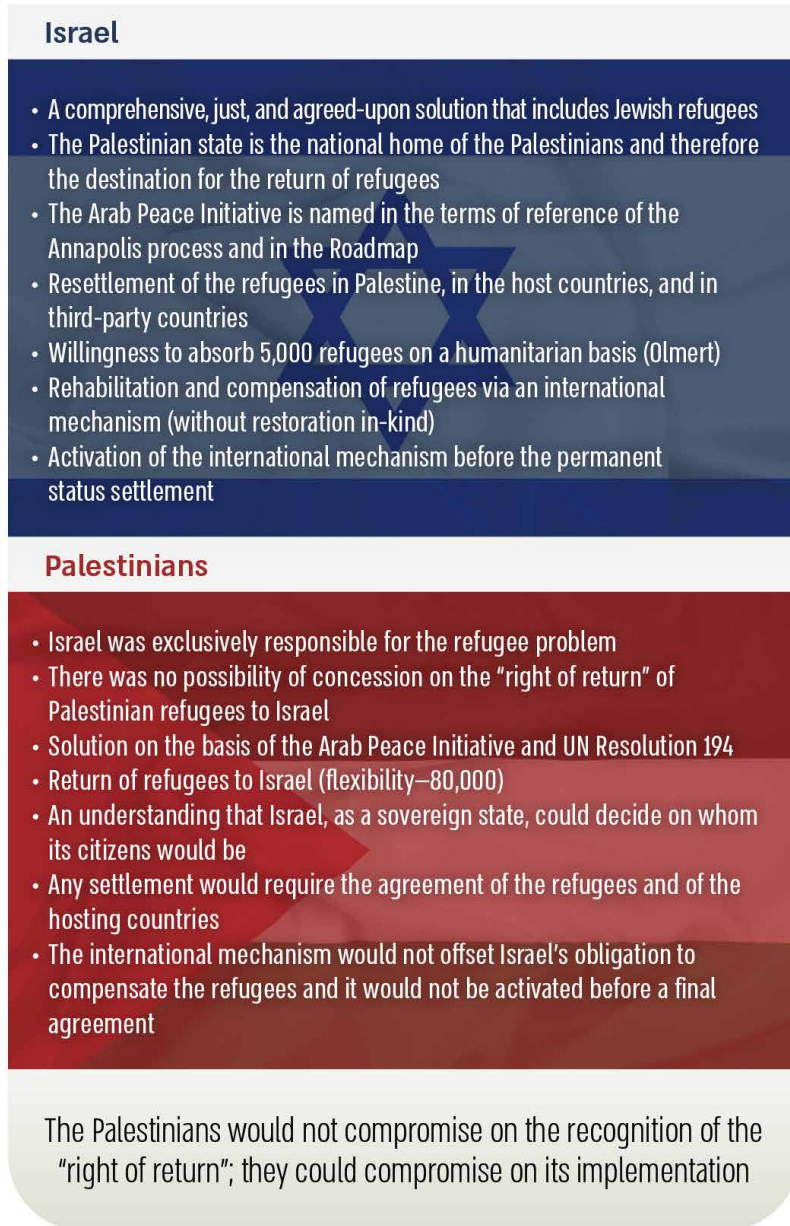 Israel
• A comprehensive, just, and agreed-upon solution that includes Jewish refugees
• The Palestinian state is the national home of the Palestinians and therefore
the destination for the return of refugees
• The Arab Peace Initiative is named in the terms of reference of the
Annapolis process and in the Roadmap
• Resettlement of the refugees in Palestine, in the host countries, and in
third-party countries
• Willingness to absorb 5,000 refugees on a humanitarian basis (Olmert)
• Rehabilitation and compensation of refugees via an international
mechanism (without restoration in-kind)
• Activation of the international mechanism before the permanent
status settlement
Palestinians
• Israel was exclusively responsible for the refugee problem
• There was no possibility of concession on the “right of return” of
Palestinian refugees to Israel
• Solution on the basis of the Arab Peace Initiative and UN Resolution 194
• Return of refugees to Israel (flexibility—80,000)
• An understanding that Israel, as a sovereign state, could decide on whom
its citizens would be
• Any settlement would require the agreement of the refugees and of the
hosting countries
• The international mechanism would not offset Israel’s obligation to
compensate the refugees and it would not be activated before a final
agreement
The Palestinians would not compromise on the recognition of the
“right of return”; they could compromise on its implementation